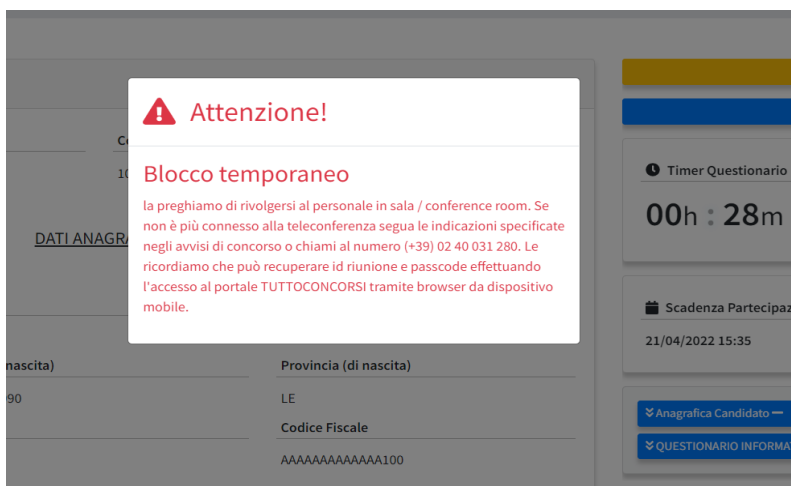 Attenzione!
Blocco temporaneo
la preghiamo di rivolgersi al personale in sala / conference room. Se
non è più connesso alla teleconferenza segua le indicazioni specificate
negli avvisi di concorso o chiami al numero (+39) 02 40 031 280. Le
ricordiamo che può recuperare id riunione e passcode effettuando
l'accesso al portale TUTTOCONCORSI tramite browser da dispositivo
mobile.
DATI ANAGRA
nascita)
90
Provincia (di nascita)
LE
Codice Fiscale
AAAAAAAAAAAAA100
Timer Questionario
00h : 28m
Scadenza Partecipaz
21/04/2022 15:35
Anagrafica Candidato
QUESTIONARIO INFORMA